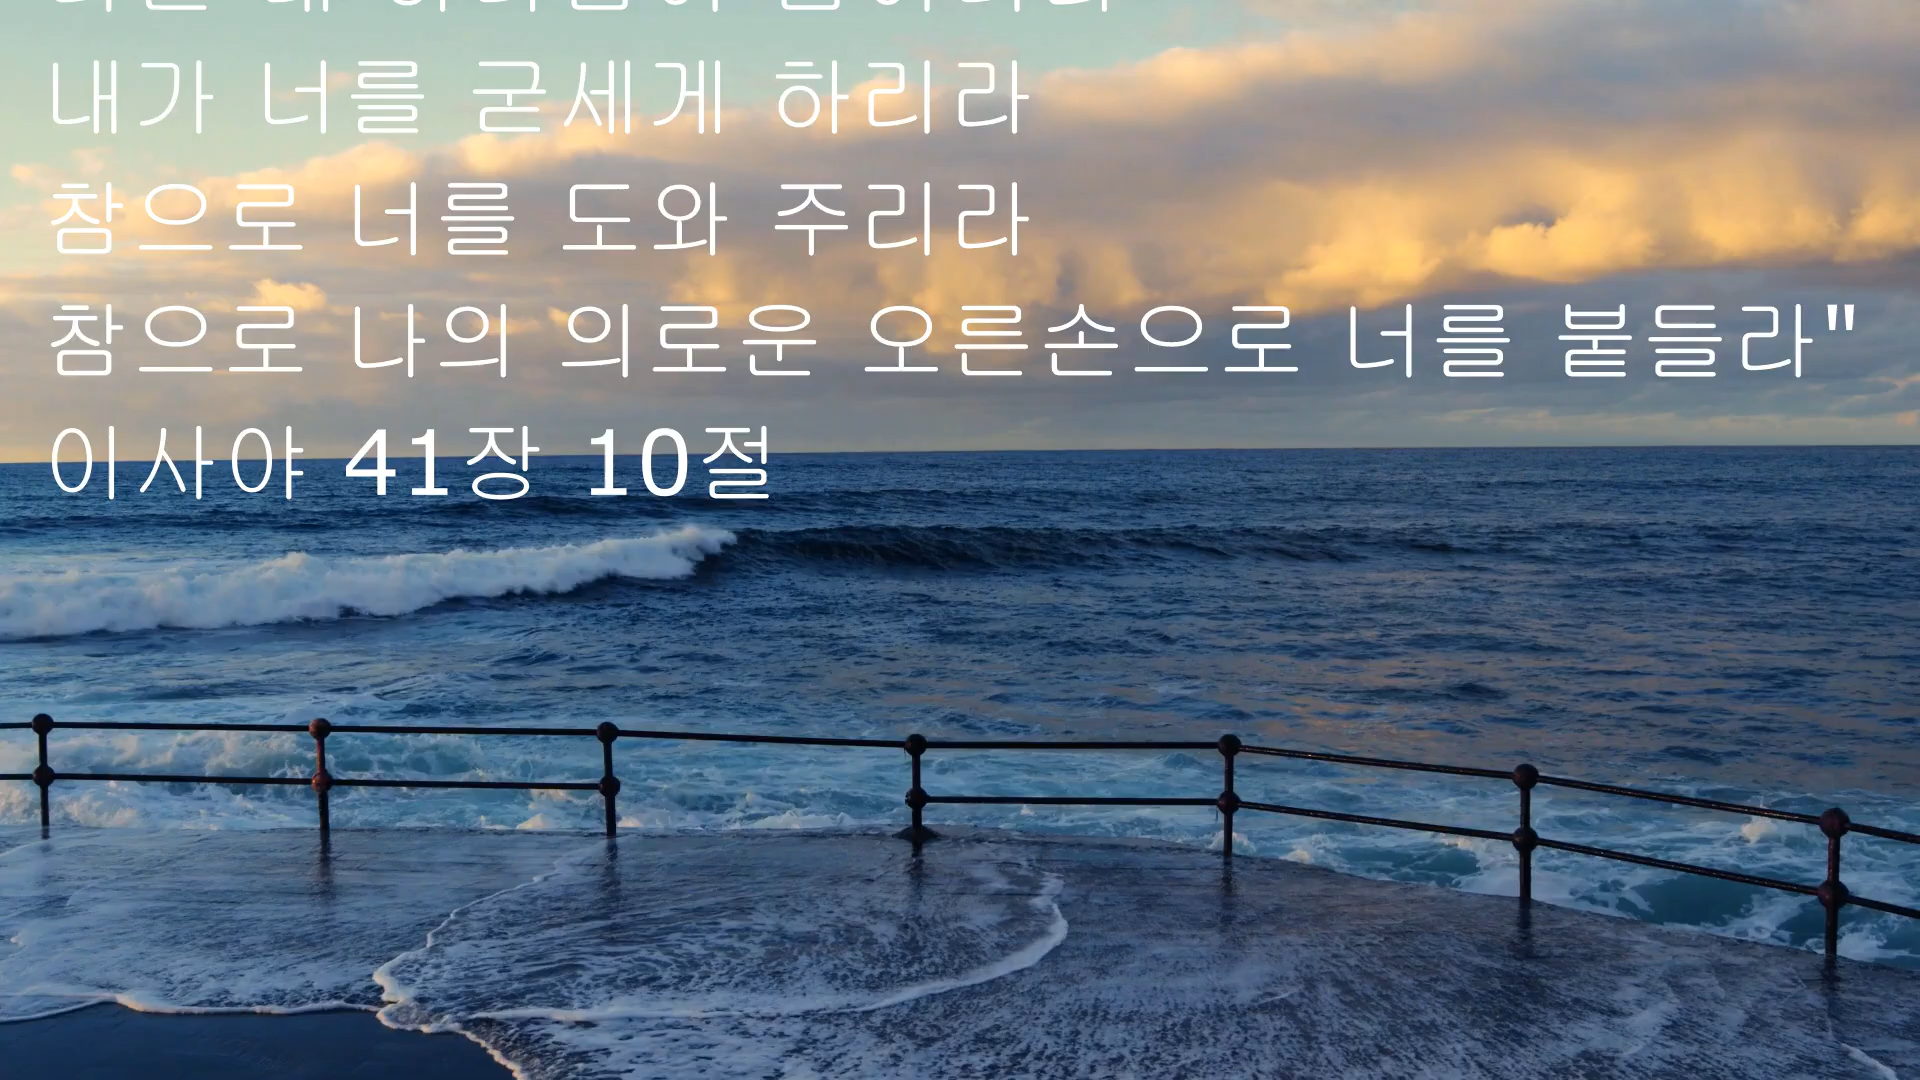 내가 너를 굳세게 하리라
참으로 너를 도와 주리라
참으로 나의 의로운 오른손으로 너를 붙들라"
이사야 41장 10절